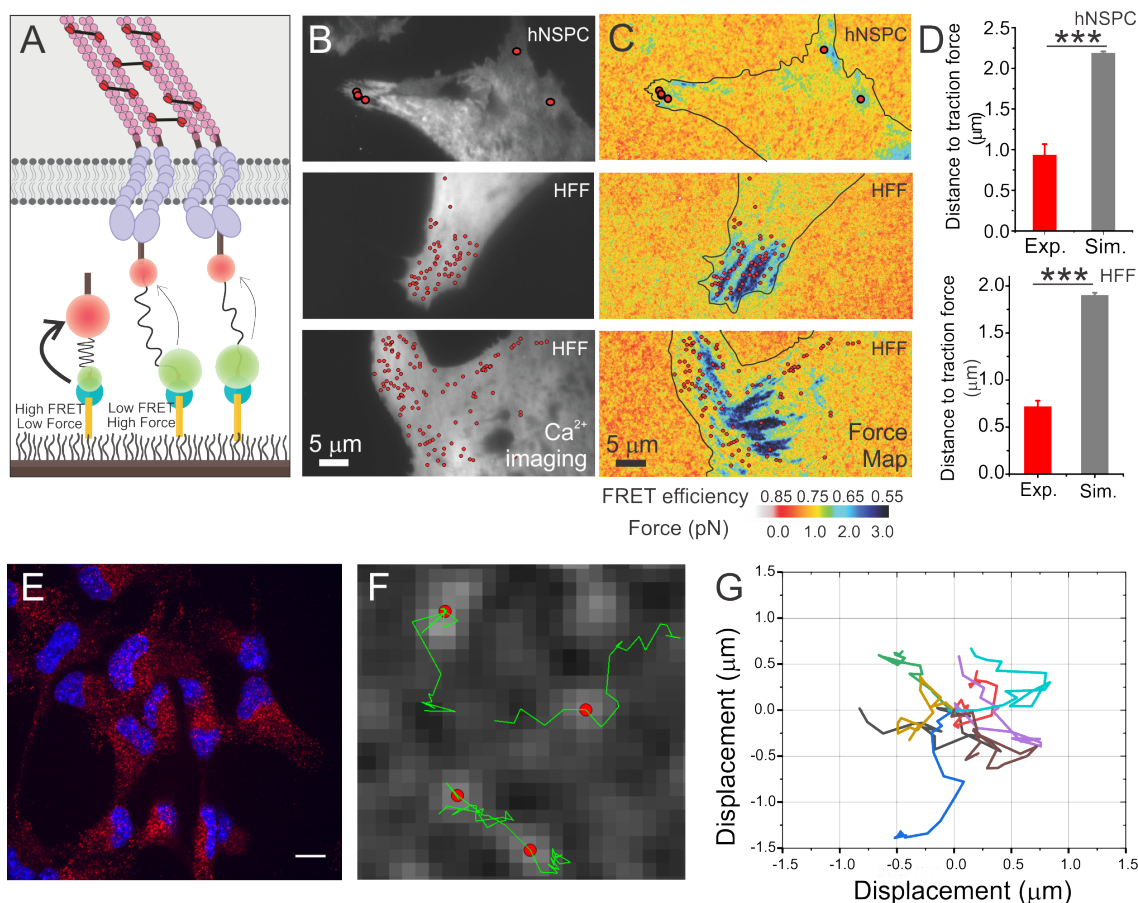 A
High FRET
Low Force
Low FRET
High Force
B
hNSPC
HFF
HFF
5 μm
Ca2+
imaging
C
hNSPC
HFF
HFF
5 μm
Force
Map
FRET efficiency 0.85 0.75 0.65 0.55
Force (pN) 0.0 1.0 2.0 3.0
D
hNSPC
***
Distance to traction force
(μm)
2.5
2.0
1.5
1.0
0.5
0.0
Exp. Sim.
HFF
***
Distance to traction force
(μm)
2.0
1.5
1.0
0.5
0.0
Exp. Sim.
E
F
G
Displacement (μm)
1.5
1.0
0.5
0.0
-0.5
-1.0
-1.5
-1.5 -1.0 -0.5 0.0 0.5 1.0 1.5
Displacement (μm)